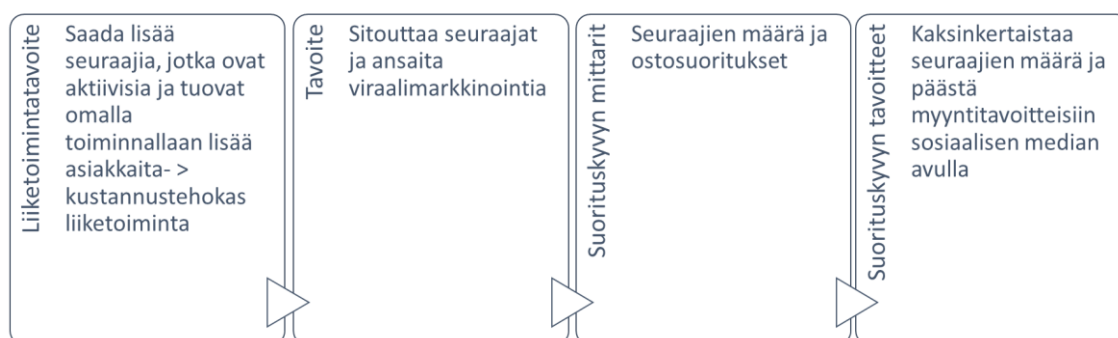 Liiketoimintatavoite
Saada lisää
seuraajia, jotka ovat
aktiivisia ja tuovat
omalla
toiminnallaan lisää
asiakkaita- >
kustannustehokas
liiketoiminta
Tavoite
Sitouttaa seuraajat
ja ansaita
viraalimarkkinointia
Suorituskyvyn mittarit
Seuraajien määrä ja
ostosuoritukset
Suorituskyvyn tavoitteet
Kaksinkertaistaa
seuraajien määrä ja
päästä
myyntitavoitteisiin
sosiaalisen median
avulla